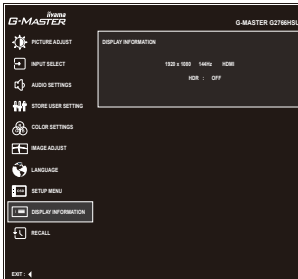 iiyama
G-MASTER
G-MASTER G2766HSU
PICTURE ADJUST
DISPLAY INFORMATION
INPUT SELECT
1920 x 1080 144Hz HDMI
HDR : OFF
AUDIO SETTINGS
STORE USER SETTING
COLOR SETTINGS
IMAGE ADJUST
LANGUAGE
SETUP MENU
DISPLAY INFORMATION
RECALL
EXIT :